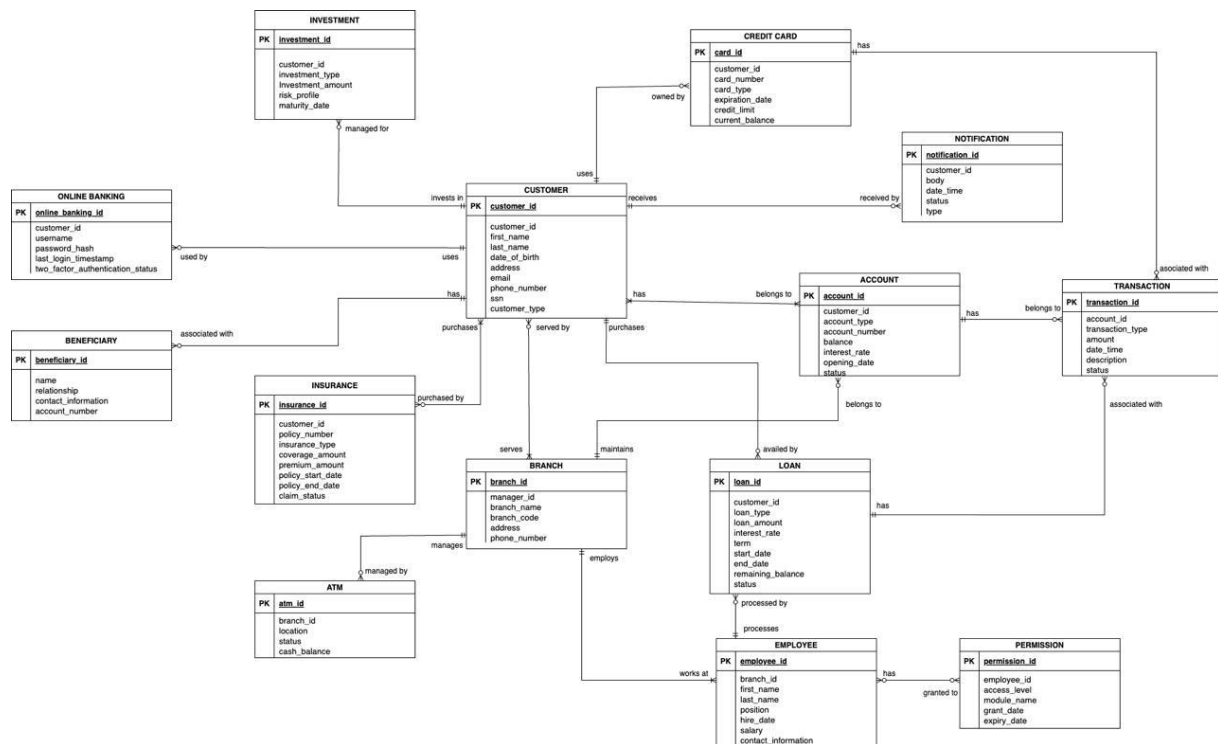 INVESTMENT
PK investment_id
customer_id
investment_type
Investment_amount
risk_profile
maturity_date
managed for
invests in
CREDIT CARD
PK card_id
customer_id
card_number
card_type
expiration_date
credit_limit
current_balance
has
owned by
uses
NOTIFICATION
PK notification_id
customer_id
body
date_time
status
type
receives
received by
ONLINE BANKING
PK online_banking_id
customer_id
username
password_hash
last_login_timestamp
two_factor_authentication_status
used by
uses
CUSTOMER
PK customer_id
customer_id
first_name
last_name
date_of_birth
address
email
phone_number
ssn
customer_type
has
associated with
purchases
served by
purchases
has
belongs to
ACCOUNT
PK account_id
customer_id
account_type
account_number
balance
interest_rate
opening_date
status
has
belongs to
asociated with
TRANSACTION
PK transaction_id
account_id
transaction_type
amount
date_time
description
status
associated with
belongs to
BENEFICIARY
PK beneficiary_id
name
relationship
contact_information
account_number
INSURANCE
PK insurance_id
customer_id
policy_number
insurance_type
coverage_amount
premium_amount
policy_start_date
policy_end_date
claim_status
purchased by
serves
maintains
BRANCH
PK branch_id
manager_id
branch_name
branch_code
address
phone_number
manages
employs
availed by
LOAN
PK loan_id
customer_id
loan_type
loan_amount
interest_rate
term
start_date
end_date
remaining_balance
status
has
processed by
processes
managed by
ATM
PK atm_id
branch_id
location
status
cash_balance
works at
EMPLOYEE
PK employee_id
branch_id
first_name
last_name
position
hire_date
salary
contact_information
has
granted to
PERMISSION
PK permission_id
employee_id
access_level
module_name
grant_date
expiry_date